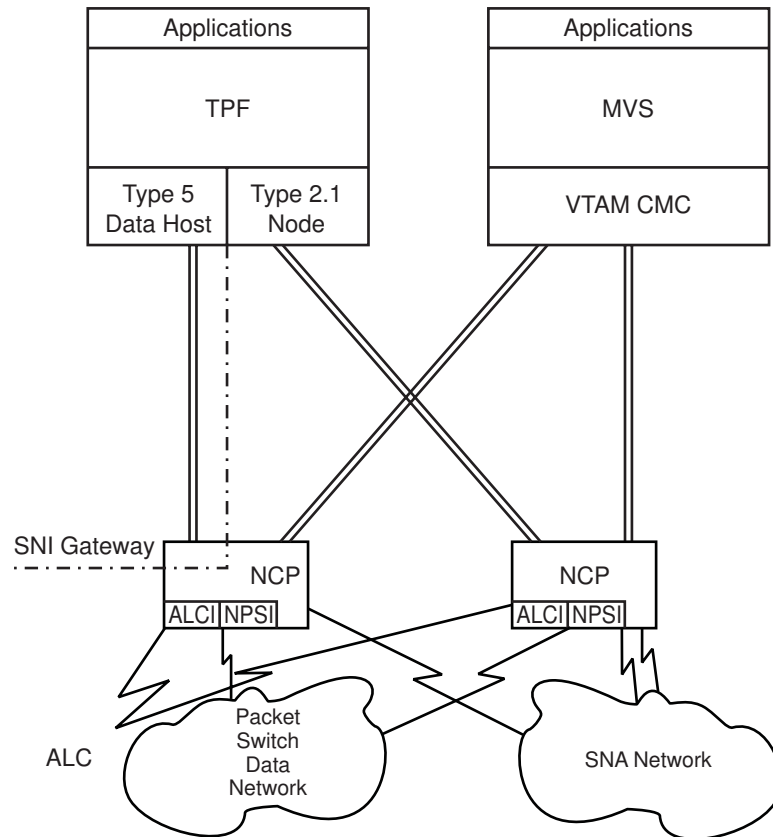 Applications
Applications
TPF
MVS
Type 5
Data Host
Type 2.1
Node
VTAM CMC
SNI Gateway
NCP
NCP
ALCI
NPSI
ALCI
NPSI
Packet
Switch
Data
Network
ALC
SNA Network